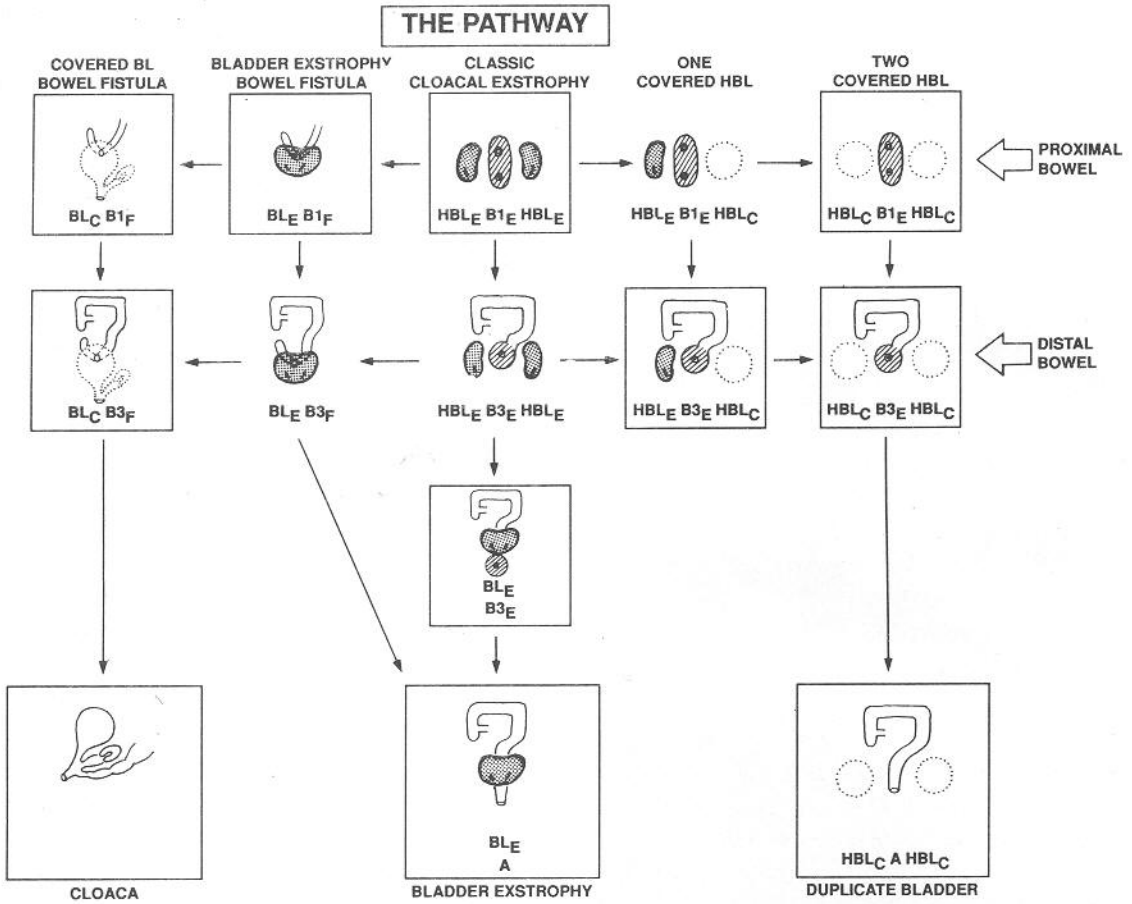 THE PATHWAY
COVERED BL
BOWEL FISTULA
BLADDER EXSTROPHY
BOWEL FISTULA
CLASSIC
CLOACAL EXSTROPHY
ONE
COVERED HBL
TWO
COVERED HBL
BLC B1F
BLE B1F
HBLE B1E HBLE
HBLE B1E HBLC
HBLC B1E HBLC
PROXIMAL
BOWEL
BLC B3F
BLE B3F
HBLE B3E HBLE
HBLE B3E HBLC
HBLC B3E HBLC
DISTAL
BOWEL
BLE
B3E
CLOACA
BLE
A
BLADDER EXSTROPHY
HBLC A HBLC
DUPLICATE BLADDER